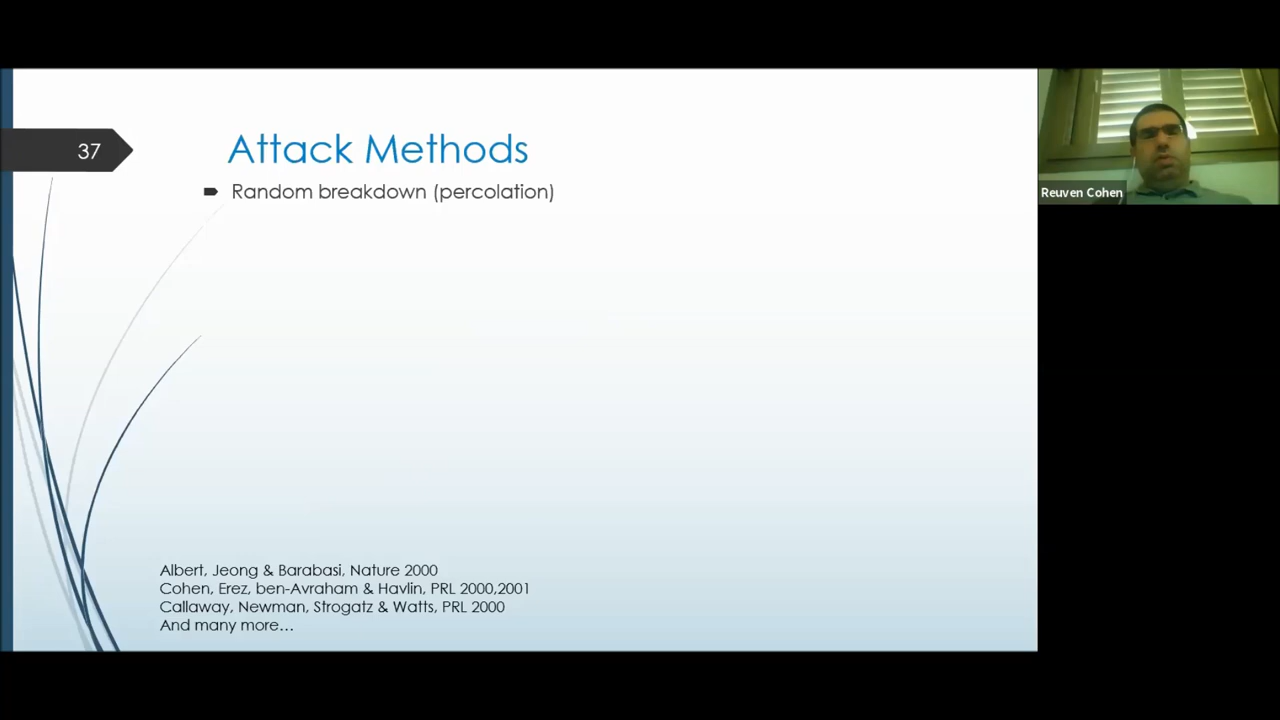 37
Attack Methods
Random breakdown (percolation)
Albert, Jeong & Barabasi, Nature 2000
Cohen, Erez, ben-Avraham & Havlin, PRL 2000,2001
Callaway, Newman, Strogatz & Watts, PRL 2000
And many more…
Reuven Cohen